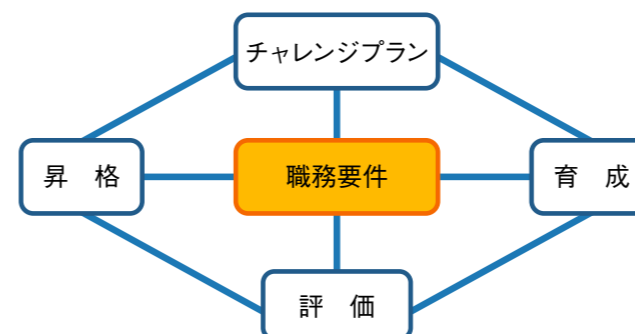 チャレンジプラン
昇　格
職務要件
育　成
評　価